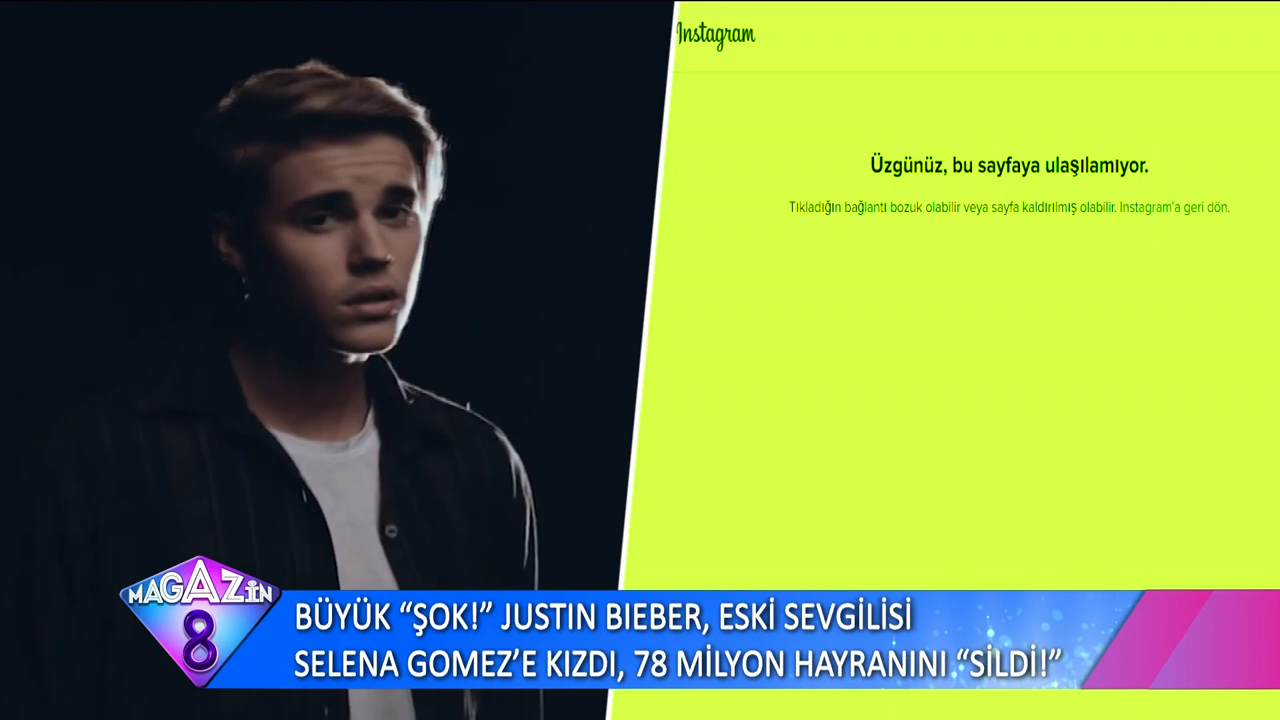 Instagram
Üzgünüz, bu sayfaya ulaşılamıyor.
Tıkladığın bağlantı bozuk olabilir veya sayfa kaldırılmış olabilir. Instagram'a geri dön.
MAGAZİN
8
BÜYÜK “ŞOK!” JUSTIN BIEBER, ESKİ SEVGİLİSİ
SELENA GOMEZ’E KIZDI, 78 MİLYON HAYRANINI “SİLDİ!”